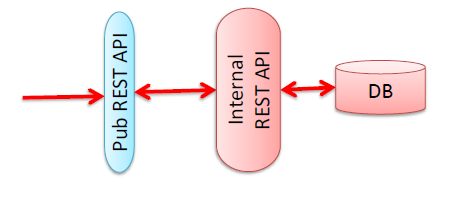 Pub REST API
Internal
REST API
DB